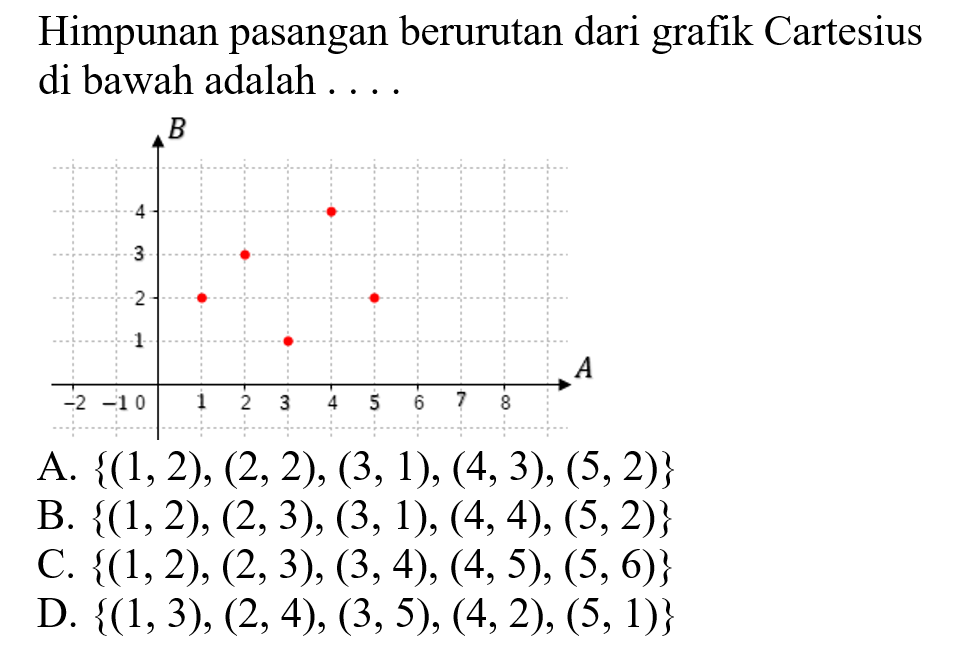 Himpunan pasangan berurutan dari grafik Cartesius
di bawah adalah . . . .
B
4
3
2
1
A
−2 −1 0 1 2 3 4 5 6 7 8
A. {(1, 2), (2, 2), (3, 1), (4, 3), (5, 2)}
B. {(1, 2), (2, 3), (3, 1), (4, 4), (5, 2)}
C. {(1, 2), (2, 3), (3, 4), (4, 5), (5, 6)}
D. {(1, 3), (2, 4), (3, 5), (4, 2), (5, 1)}